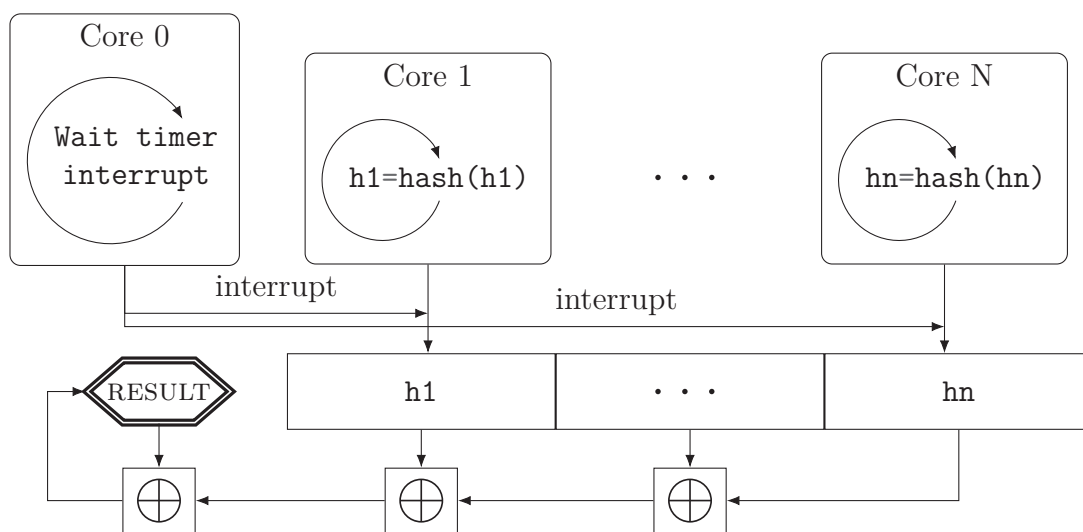 Core 0
Wait timer
interrupt
Core 1
h1=hash(h1)
· · ·
Core N
hn=hash(hn)
interrupt
interrupt
RESULT
h1
· · ·
hn